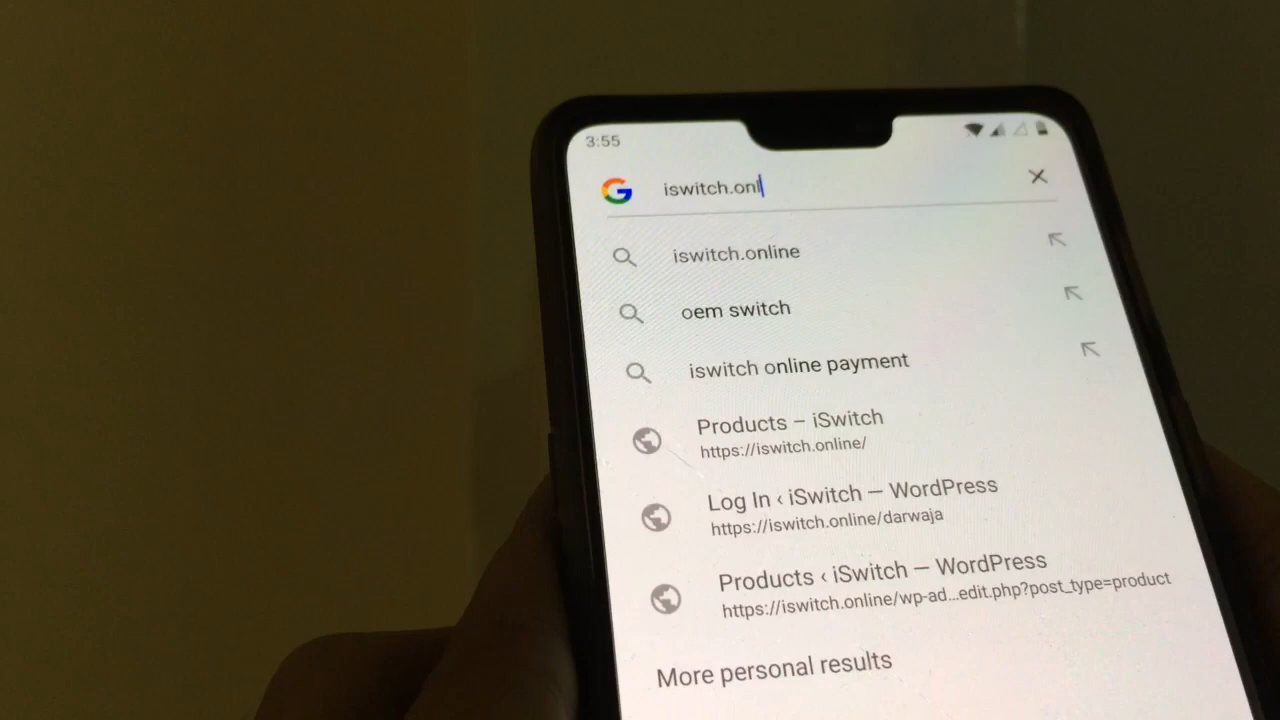 3:55
iswitch.onl
iswitch.online
oem switch
iswitch online payment
Products – iSwitch
https://iswitch.online/
Log In ‹ iSwitch — WordPress
https://iswitch.online/darwaja
Products ‹ iSwitch — WordPress
https://iswitch.online/wp-ad...edit.php?post_type=product
More personal results